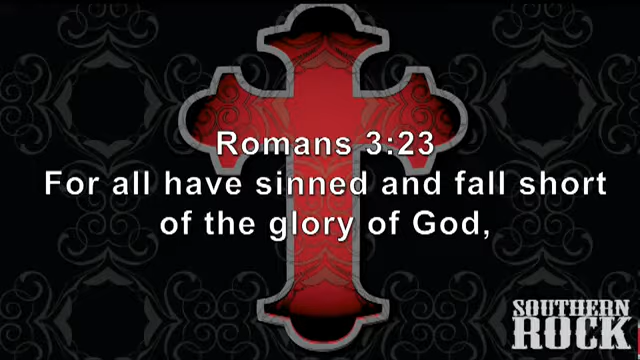 Romans 3:23
For all have sinned and fall short
of the glory of God,
SOUTHERN
ROCK